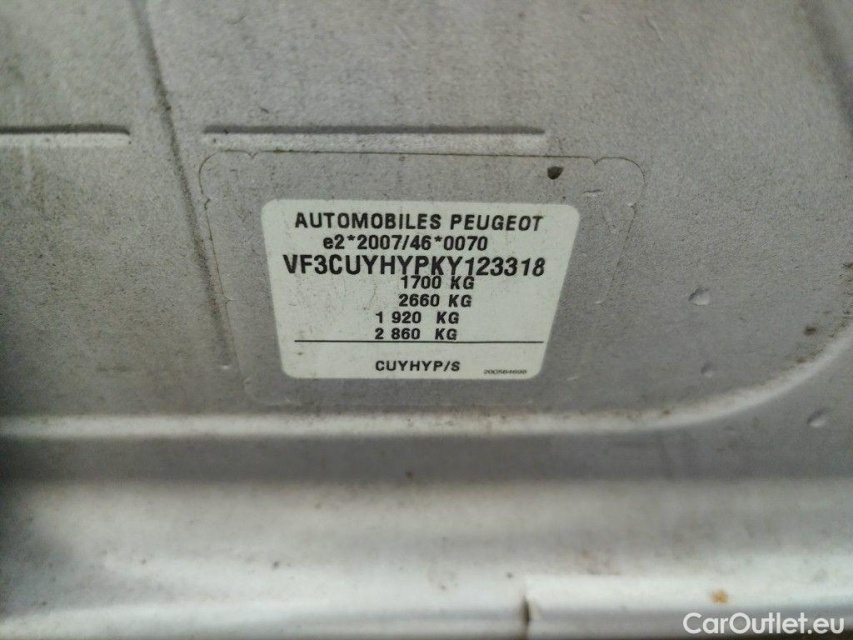 AUTOMOBILES PEUGEOT
e2*2007/46*0070
VF3CUYHYPKY123318
1700 KG
2660 KG
1 920 KG
2 860 KG
CUYHYP/S
CarOutlet.eu